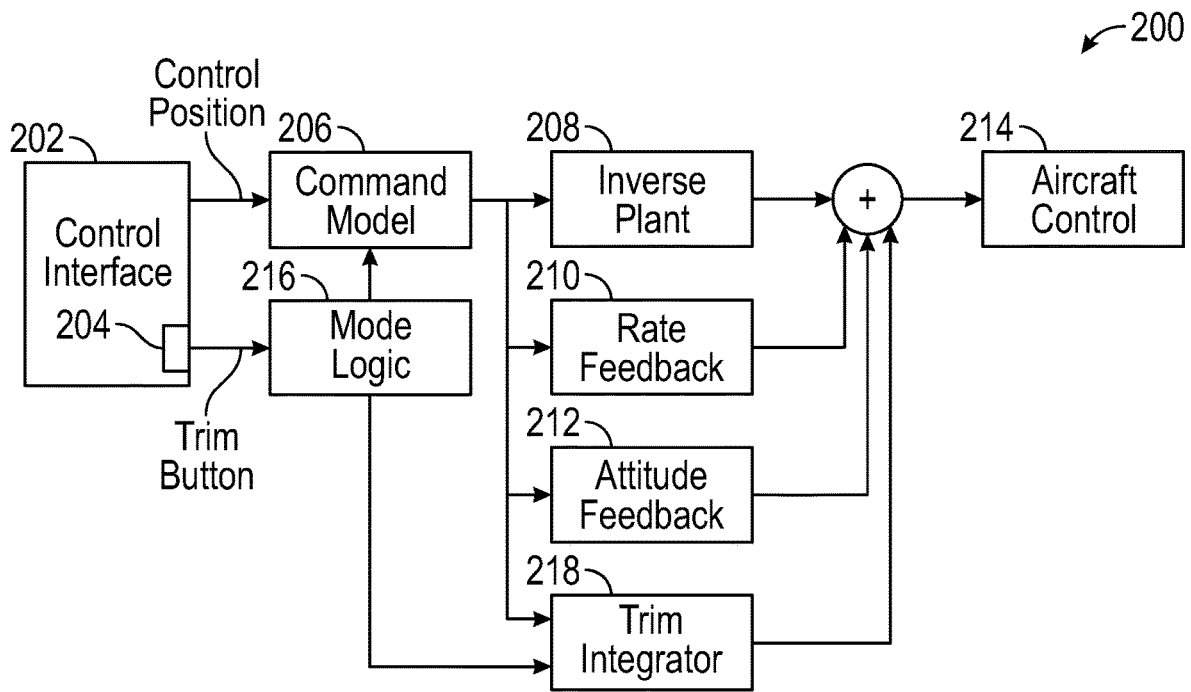 200
Control
Position
202
206
208
214
Control
Interface
Command
Model
Inverse
Plant
+
Aircraft
Control
216
210
204
Mode
Logic
Rate
Feedback
Trim
Button
212
Attitude
Feedback
218
Trim
Integrator